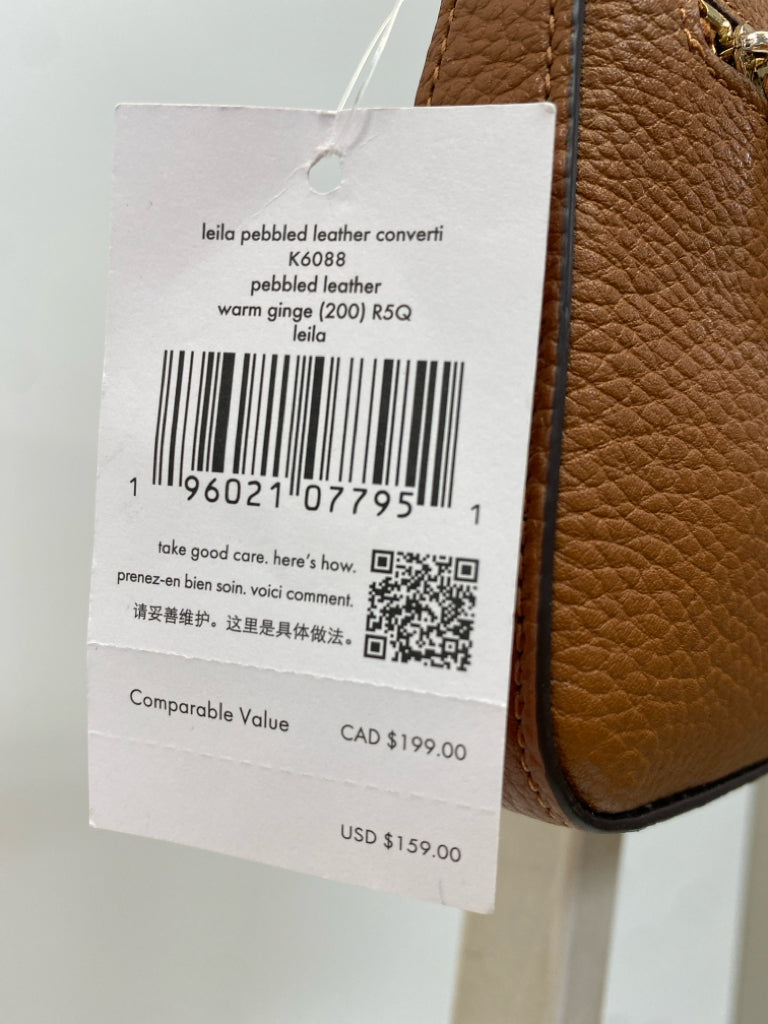 leila pebbled leather converti
K6088
pebbled leather
warm ginge (200) R5Q
leila
1 96021 07795 1
take good care. here's how.
prenez-en bien soin. voici comment.
请妥善维护。这里是具体做法。
Comparable Value CAD $199.00
USD $159.00